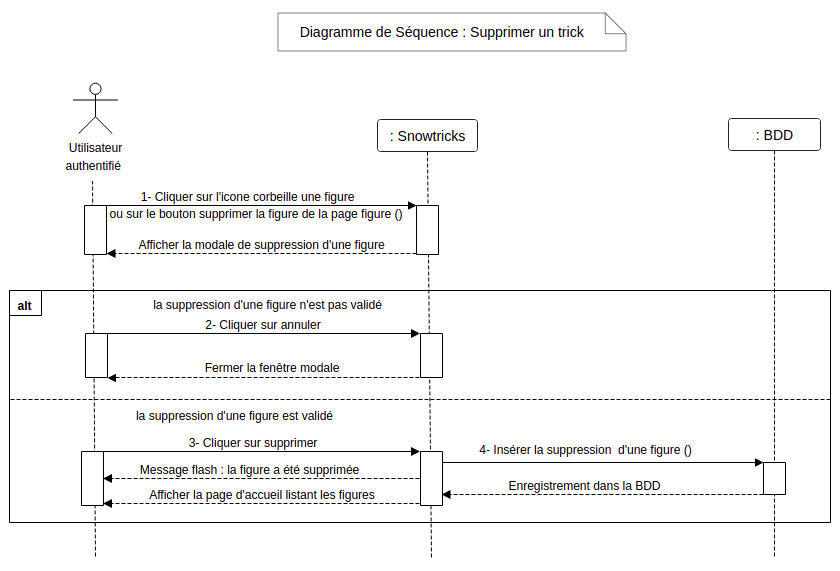 Diagramme de Séquence : Supprimer un trick
Utilisateur
authentifié
: Snowtricks
: BDD
1- Cliquer sur l'icone corbeille une figure
ou sur le bouton supprimer la figure de la page figure ()
Afficher la modale de suppression d'une figure
alt
la suppression d'une figure n'est pas validé
2- Cliquer sur annuler
Fermer la fenêtre modale
la suppression d'une figure est validé
3- Cliquer sur supprimer
4- Insérer la suppression d'une figure ()
Message flash : la figure a été supprimée
Enregistrement dans la BDD
Afficher la page d'accueil listant les figures